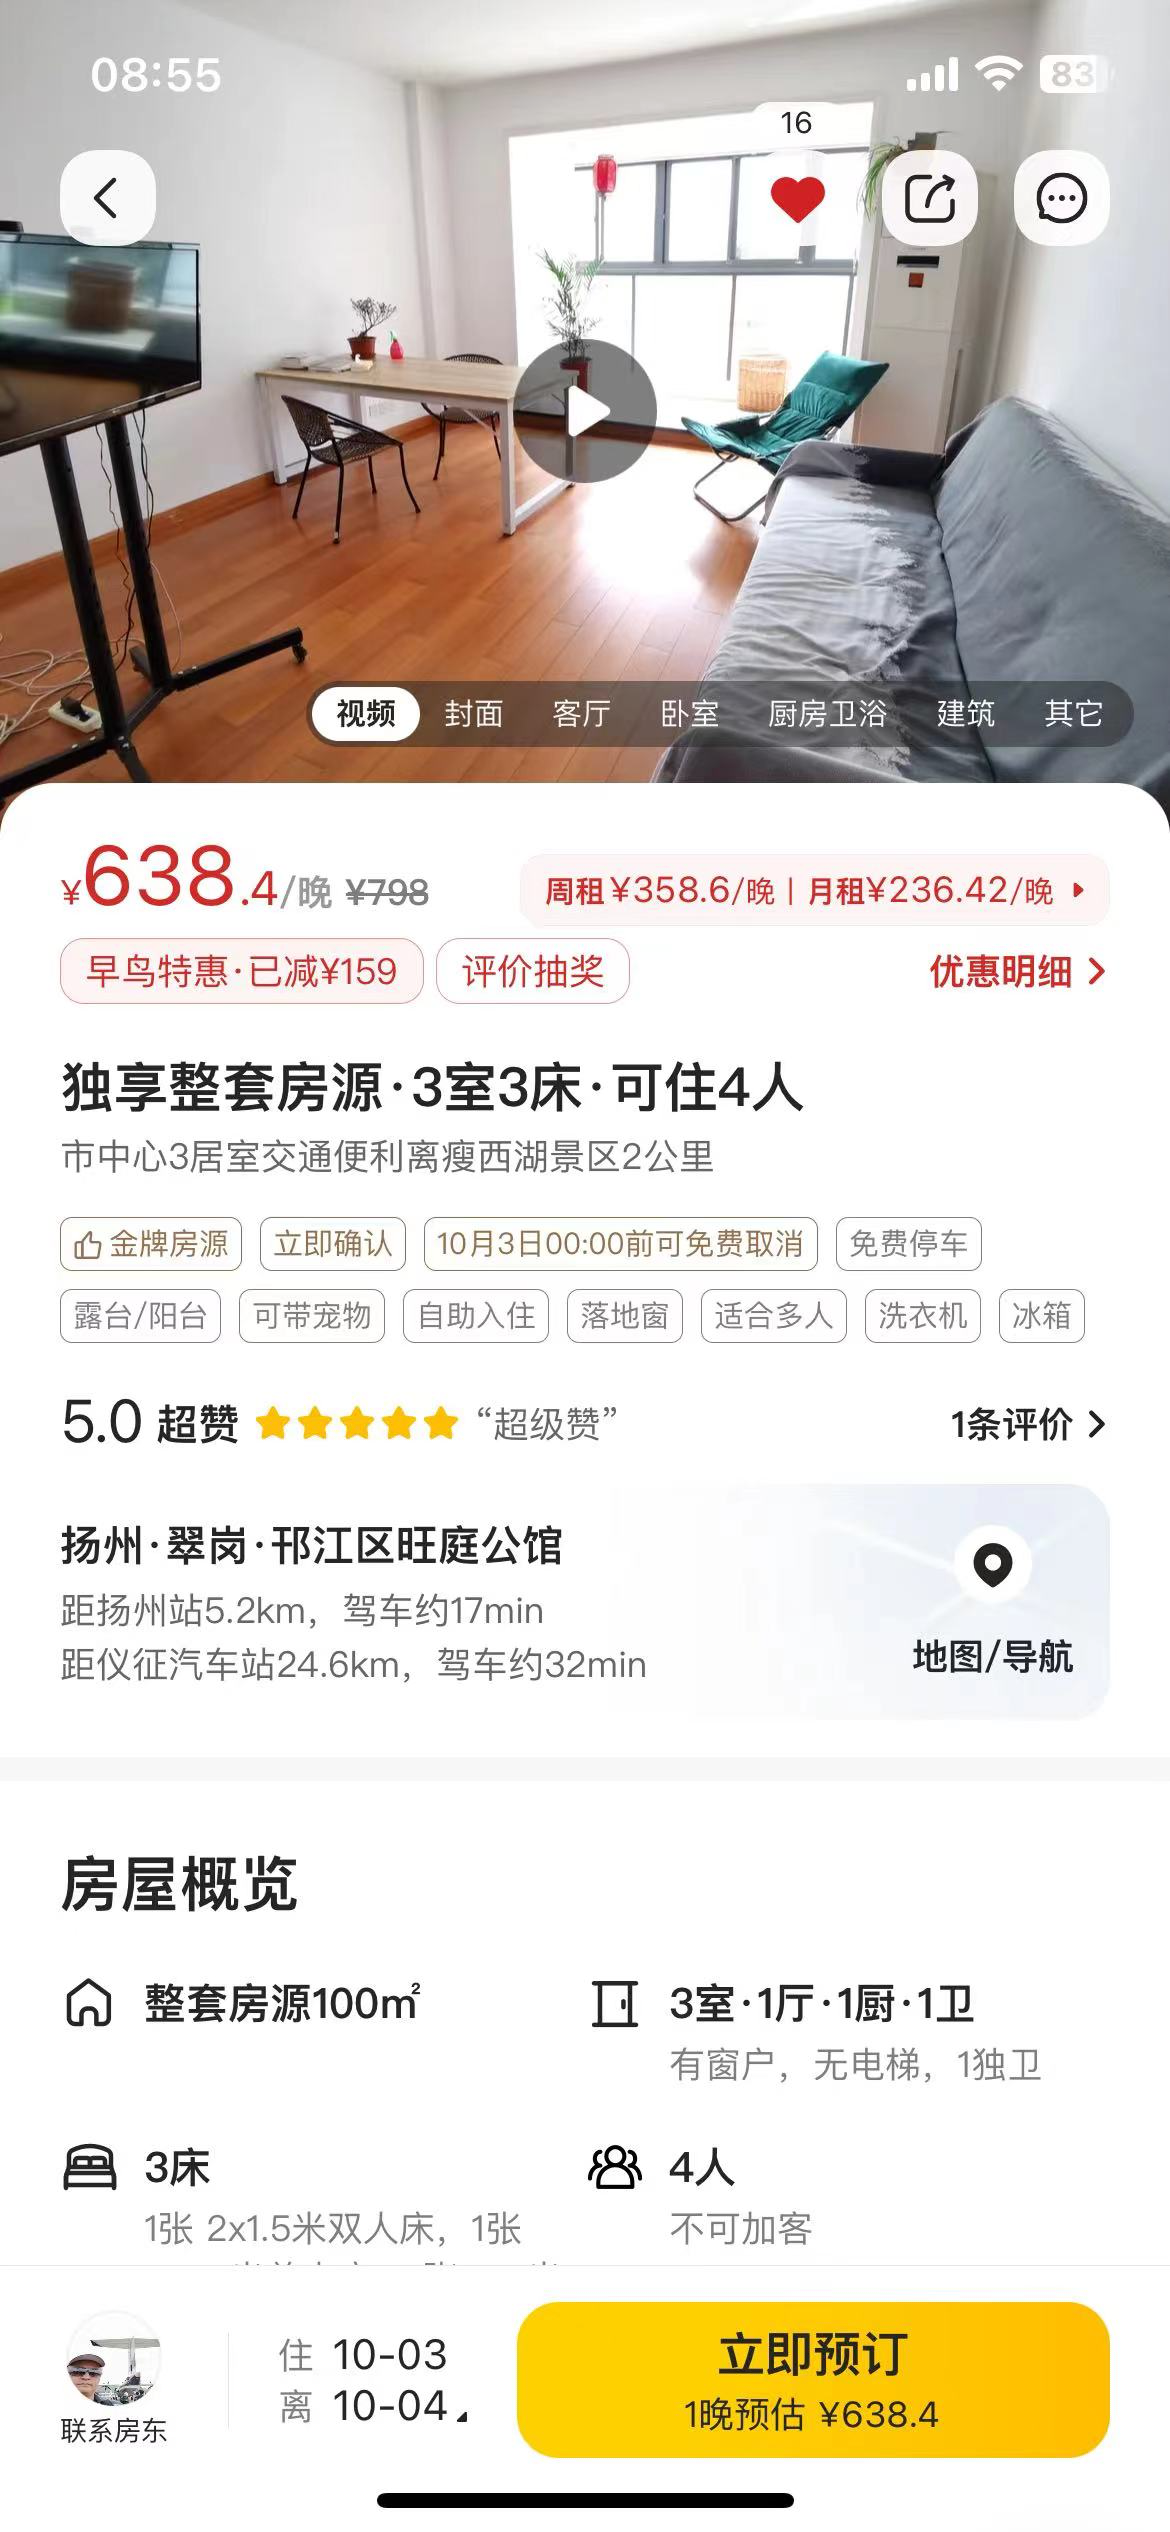 08:55
83
16
视频 封面 客厅 卧室 厨房卫浴 建筑 其它
¥638.4/晚 ¥798 周租¥358.6/晚 | 月租¥236.42/晚
早鸟特惠·已减¥159 评价抽奖 优惠明细
独享整套房源·3室3床·可住4人
市中心3居室交通便利离瘦西湖景区2公里
金牌房源 立即确认 10月3日00:00前可免费取消 免费停车
露台/阳台 可带宠物 自助入住 落地窗 适合多人 洗衣机 冰箱
5.0 超赞 “超级赞” 1条评价
扬州·翠岗·邗江区旺庭公馆
距扬州站5.2km，驾车约17min
距仪征汽车站24.6km，驾车约32min
地图/导航
房屋概览
整套房源100㎡
3室·1厅·1厨·1卫
有窗户，无电梯，1独卫
3床
1张 2x1.5米双人床，1张
4人
不可加客
联系房东
住 10-03
离 10-04
立即预订
1晚预估 ¥638.4